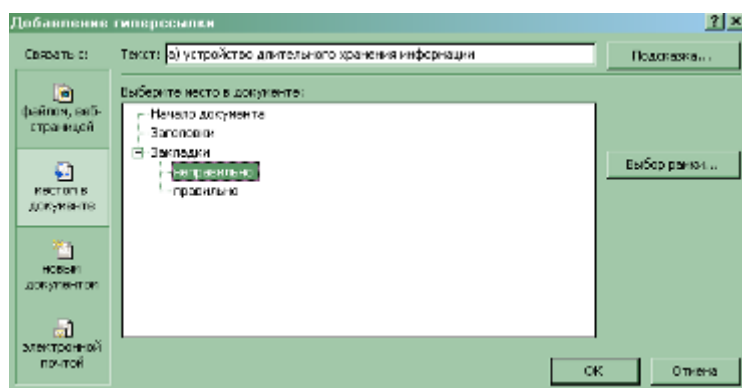 Добавление гиперссылки
Связать с:
Текст: а) устройство длительного хранения информации
Подсказка...
Выберите место в документе:
файлом, веб-
страницей
местом в
документе
новым
документом
электронной
почтой
Начало документа
Заголовки
Закладки
неправильно
правильно
Выбор рамки...
ОК
Отмена